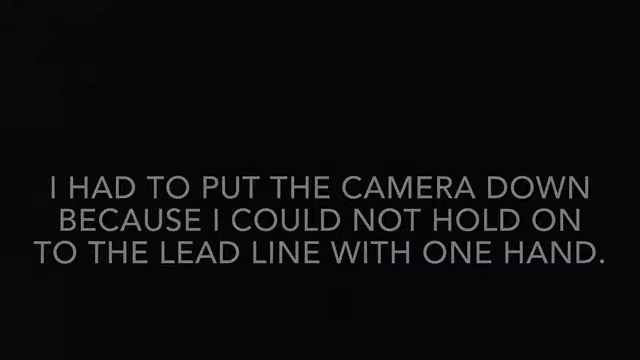 I HAD TO PUT THE CAMERA DOWN
BECAUSE I COULD NOT HOLD ON
TO THE LEAD LINE WITH ONE HAND.